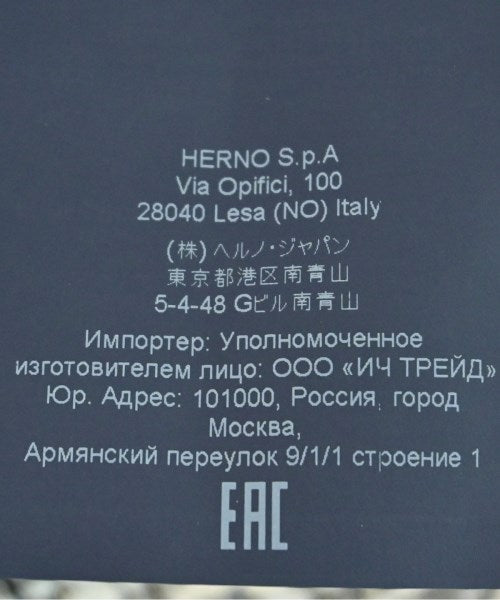 HERNO S.p.A
Via Opifici, 100
28040 Lesa (NO) Italy
(株)ヘルノ・ジャパン
東京都港区南青山
5-4-48 Gビル南青山
Импортер: Уполномоченное
изготовителем лицо: ООО «ИЧ ТРЕЙД»
Юр. Адрес: 101000, Россия, город
Москва,
Армянский переулок 9/1/1 строение 1
EAC